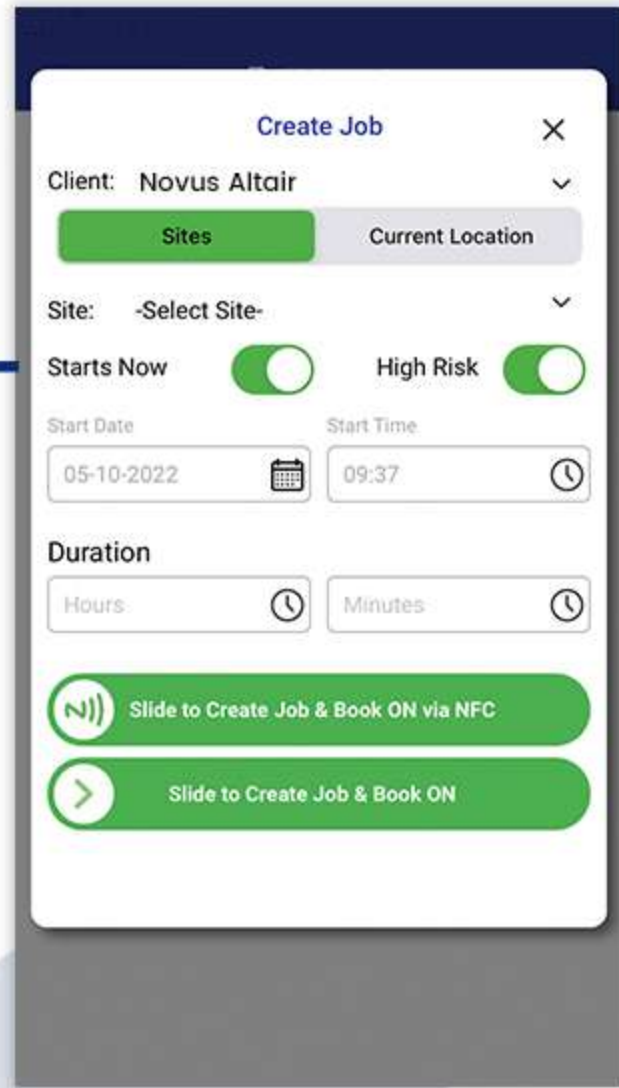 Create Job
Client: Novus Altair
Sites Current Location
Site: -Select Site-
Starts Now High Risk
Start Date Start Time
05-10-2022 09:37
Duration
Hours Minutes
Slide to Create Job & Book ON via NFC
Slide to Create Job & Book ON